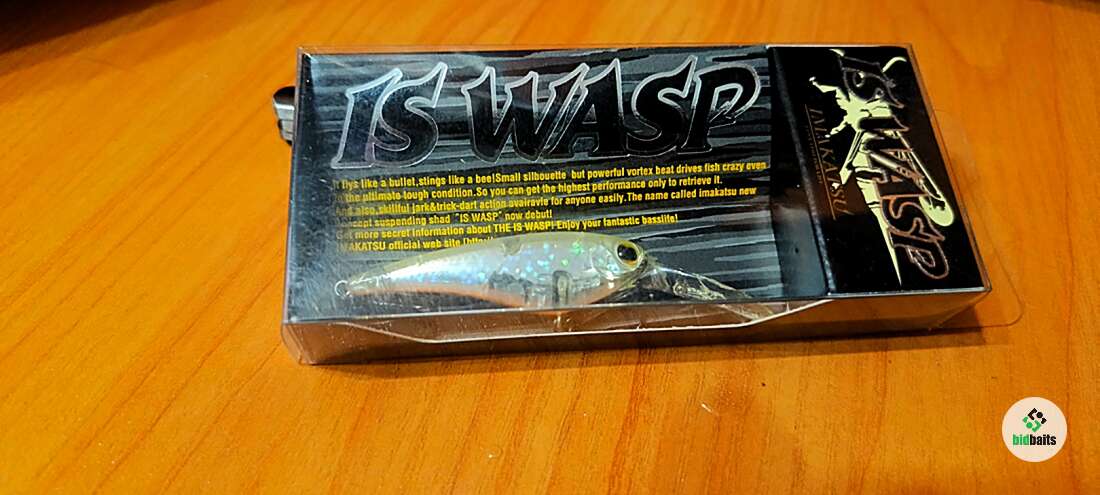 IS WASP
It flys like a bullet,stings like a bee!Small silhouette but powerful vortex beat drives fish crazy even
in the ultimate tough condition.So you can get the highest performance only to retrieve it.
And also,skillful jark&trick-dart action avairavle for anyone easily.The name called imakatsu new
concept suspending shad "IS WASP" now debut!
Get more secret information about THE IS WASP! Enjoy your fantastic basslife!
IMAKATSU official web site
IS WASP
IMAKATSU
bidbaits